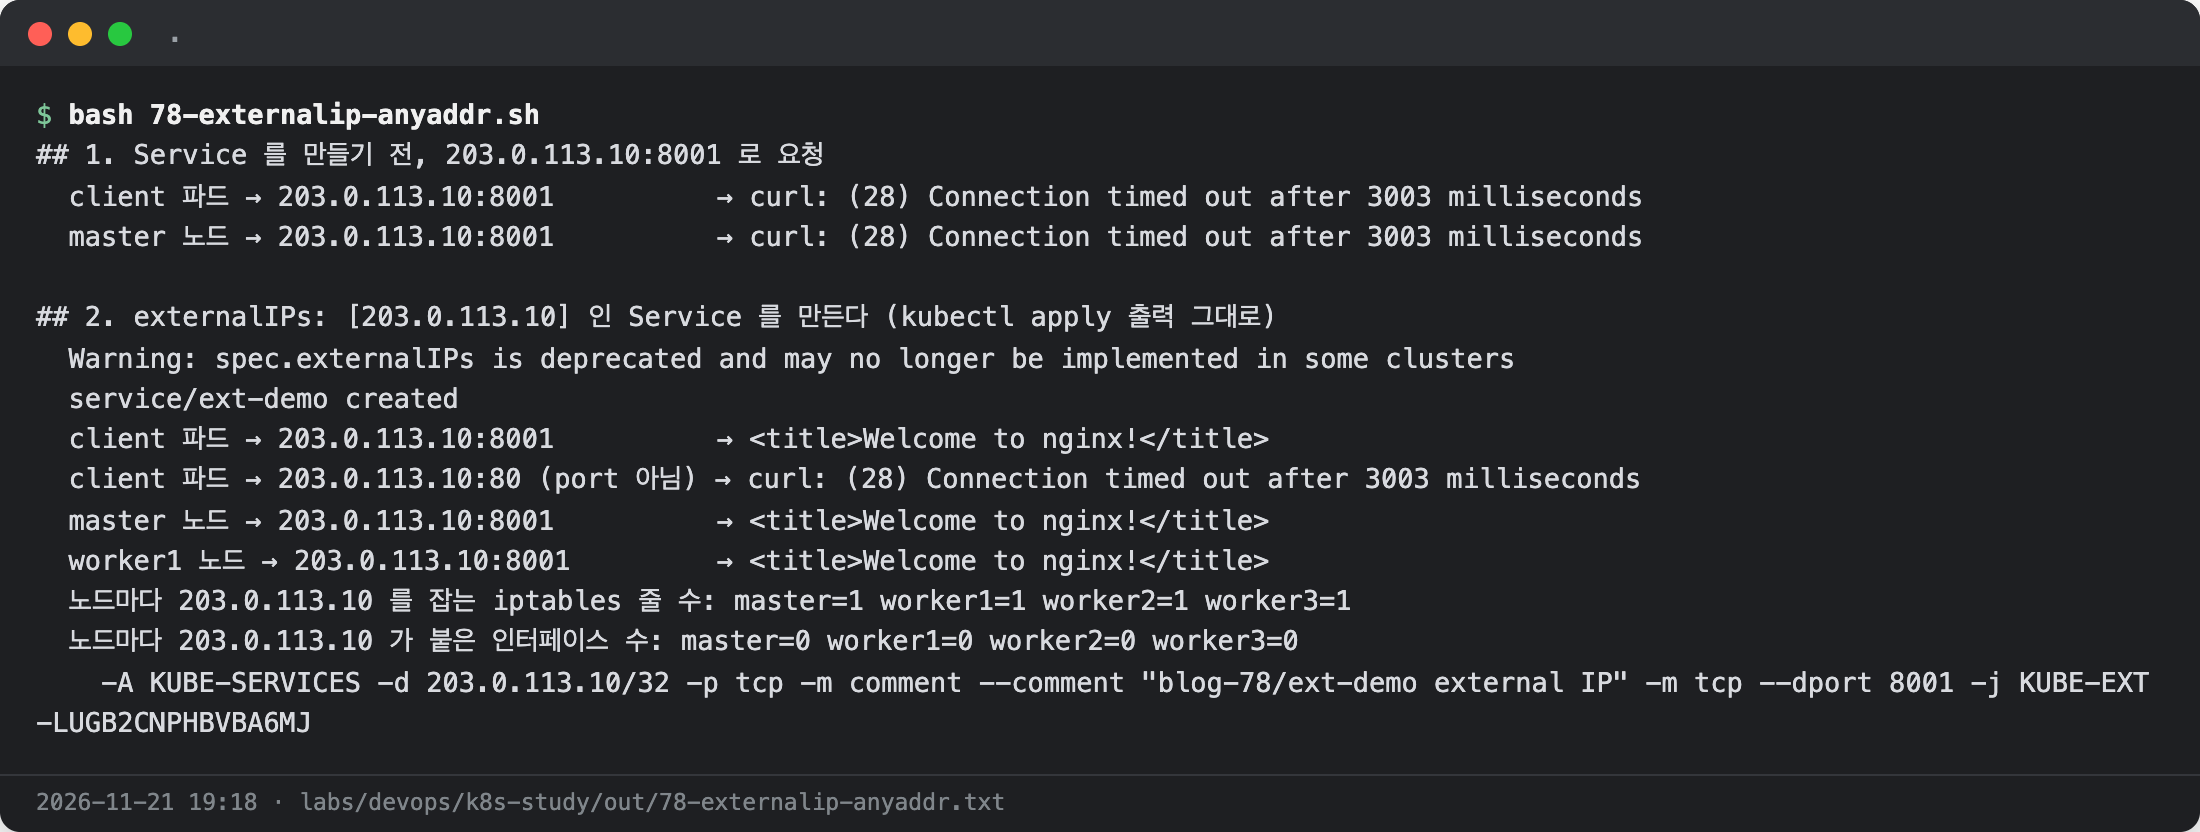 .
$ bash 78-externalip-anyaddr.sh
## 1. Service 를 만들기 전, 203.0.113.10:8001 로 요청
client 파드 → 203.0.113.10:8001 → curl: (28) Connection timed out after 3003 milliseconds
master 노드 → 203.0.113.10:8001 → curl: (28) Connection timed out after 3003 milliseconds
## 2. externalIPs: [203.0.113.10] 인 Service 를 만든다 (kubectl apply 출력 그대로)
Warning: spec.externalIPs is deprecated and may no longer be implemented in some clusters
service/ext-demo created
client 파드 → 203.0.113.10:8001 → <title>Welcome to nginx!</title>
client 파드 → 203.0.113.10:80 (port 아님) → curl: (28) Connection timed out after 3003 milliseconds
master 노드 → 203.0.113.10:8001 → <title>Welcome to nginx!</title>
worker1 노드 → 203.0.113.10:8001 → <title>Welcome to nginx!</title>
노드마다 203.0.113.10 를 잡는 iptables 줄 수: master=1 worker1=1 worker2=1 worker3=1
노드마다 203.0.113.10 가 붙은 인터페이스 수: master=0 worker1=0 worker2=0 worker3=0
-A KUBE-SERVICES -d 203.0.113.10/32 -p tcp -m comment --comment "blog-78/ext-demo external IP" -m tcp --dport 8001 -j KUBE-EXT
-LUGB2CNPHBVBA6MJ
2026-11-21 19:18 · labs/devops/k8s-study/out/78-externalip-anyaddr.txt